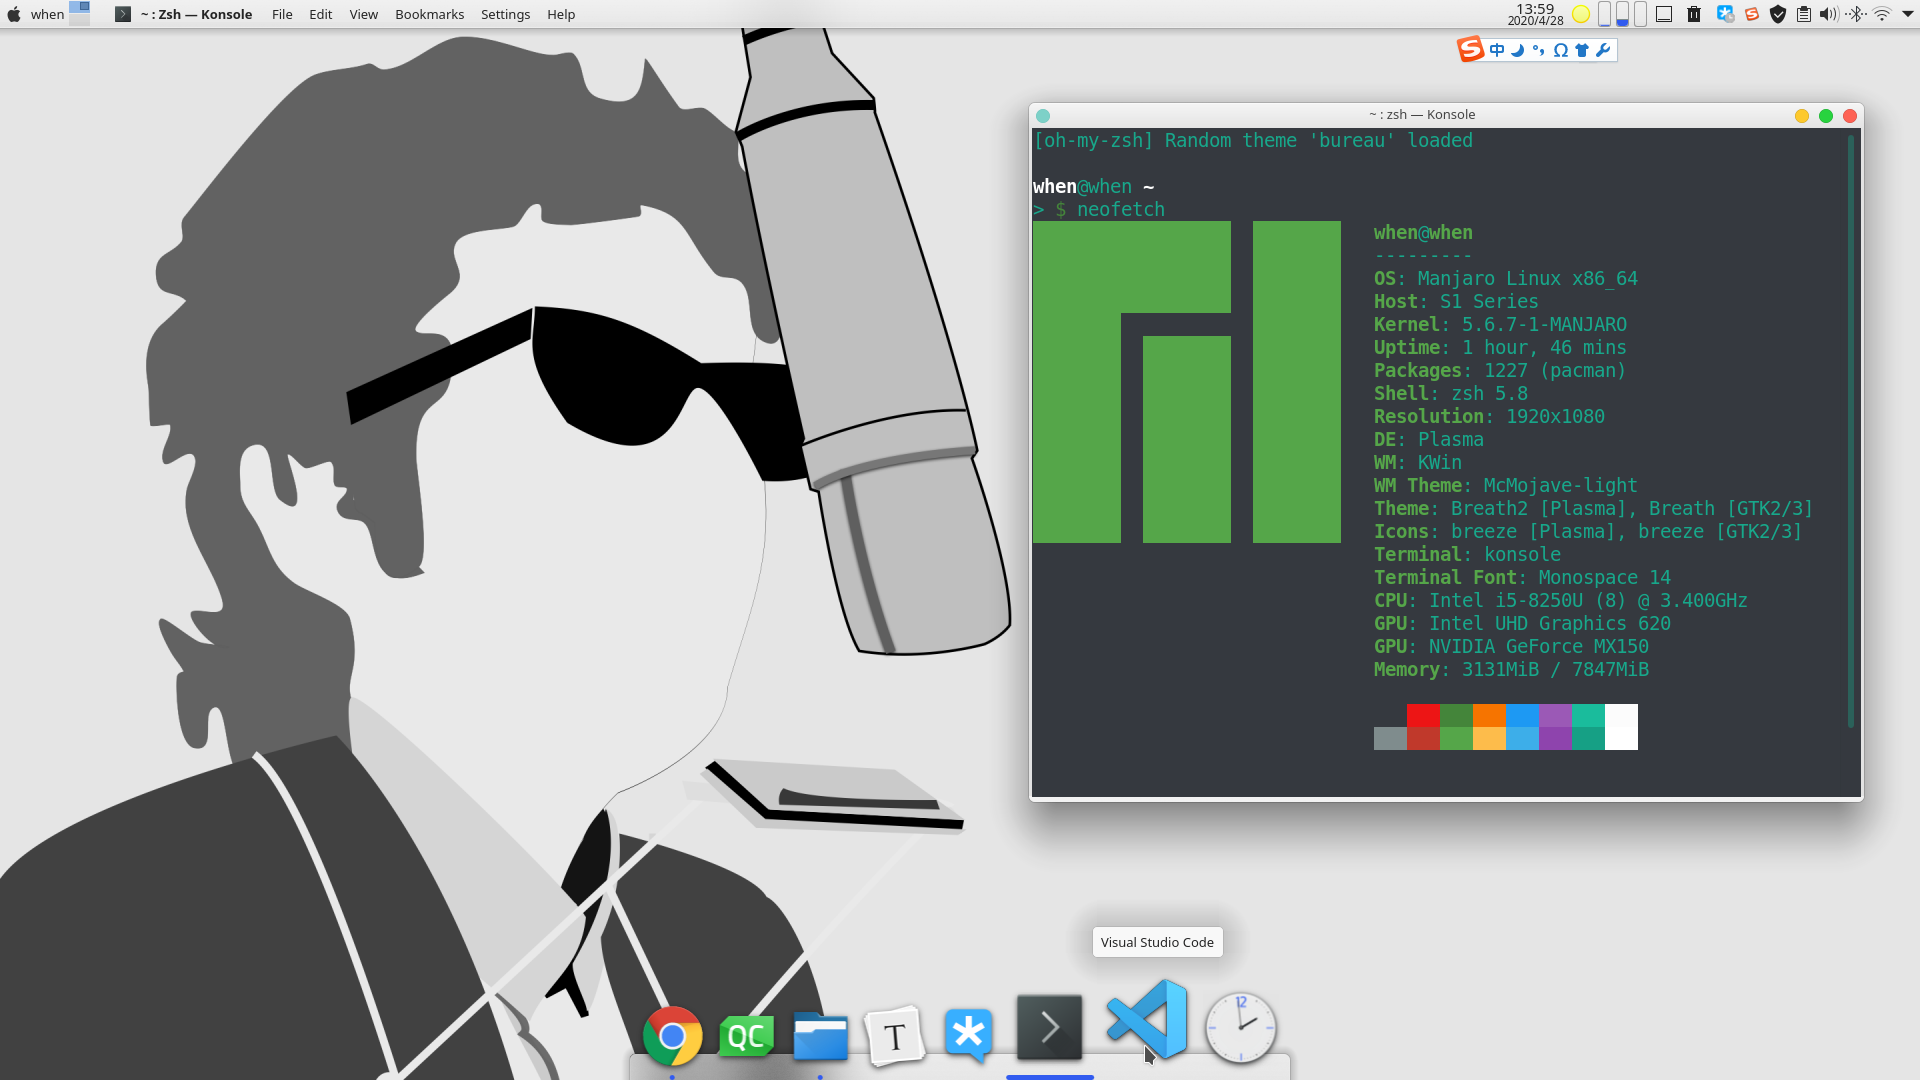 when
~ : Zsh — Konsole
File Edit View Bookmarks Settings Help
13:59
2020/4/28
S 中
~ : zsh — Konsole
[oh-my-zsh] Random theme 'bureau' loaded
when@when ~
> $ neofetch
when@when
---------
OS: Manjaro Linux x86_64
Host: S1 Series
Kernel: 5.6.7-1-MANJARO
Uptime: 1 hour, 46 mins
Packages: 1227 (pacman)
Shell: zsh 5.8
Resolution: 1920x1080
DE: Plasma
WM: KWin
WM Theme: McMojave-light
Theme: Breath2 [Plasma], Breath [GTK2/3]
Icons: breeze [Plasma], breeze [GTK2/3]
Terminal: konsole
Terminal Font: Monospace 14
CPU: Intel i5-8250U (8) @ 3.400GHz
GPU: Intel UHD Graphics 620
GPU: NVIDIA GeForce MX150
Memory: 3131MiB / 7847MiB
Visual Studio Code
QC
T
12